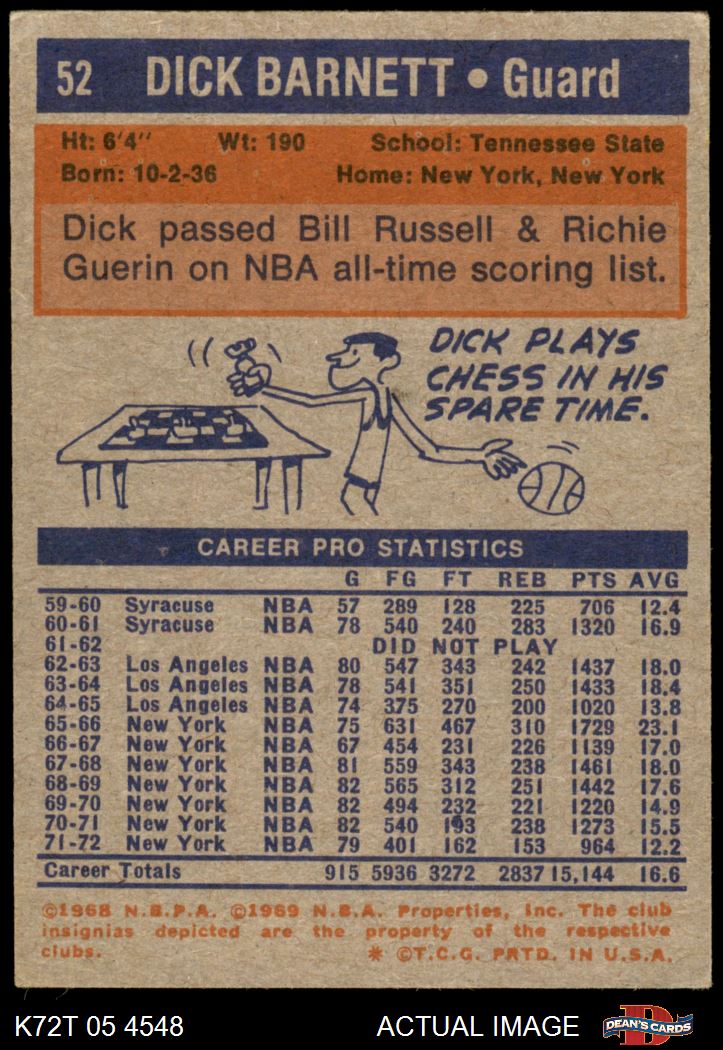 52 DICK BARNETT • Guard
Ht: 6'4" Wt: 190 School: Tennessee State
Born: 10-2-36 Home: New York, New York
Dick passed Bill Russell & Richie
Guerin on NBA all-time scoring list.
DICK PLAYS
CHESS IN HIS
SPARE TIME.
CAREER PRO STATISTICS
G FG FT REB PTS AVG
59-60 Syracuse NBA 57 289 128 225 706 12.4
60-61 Syracuse NBA 78 540 240 283 1320 16.9
61-62 DID NOT PLAY
62-63 Los Angeles NBA 80 547 343 242 1437 18.0
63-64 Los Angeles NBA 78 541 351 250 1433 18.4
64-65 Los Angeles NBA 74 375 270 200 1020 13.8
65-66 New York NBA 75 631 467 310 1729 23.1
66-67 New York NBA 67 454 231 226 1139 17.0
67-68 New York NBA 81 559 343 238 1461 18.0
68-69 New York NBA 82 565 312 251 1442 17.6
69-70 New York NBA 82 494 232 221 1220 14.9
70-71 New York NBA 82 540 193 238 1273 15.5
71-72 New York NBA 79 401 162 153 964 12.2
Career Totals 915 5936 3272 2837 15,144 16.6
©1968 N.B.P.A. ©1969 N.B.A. Properties, Inc. The club
insignias depicted are the property of the respective
clubs. * ©T.C.G. PRTD. IN U.S.A.
K72T 05 4548 ACTUAL IMAGE D DEAN'S CARDS